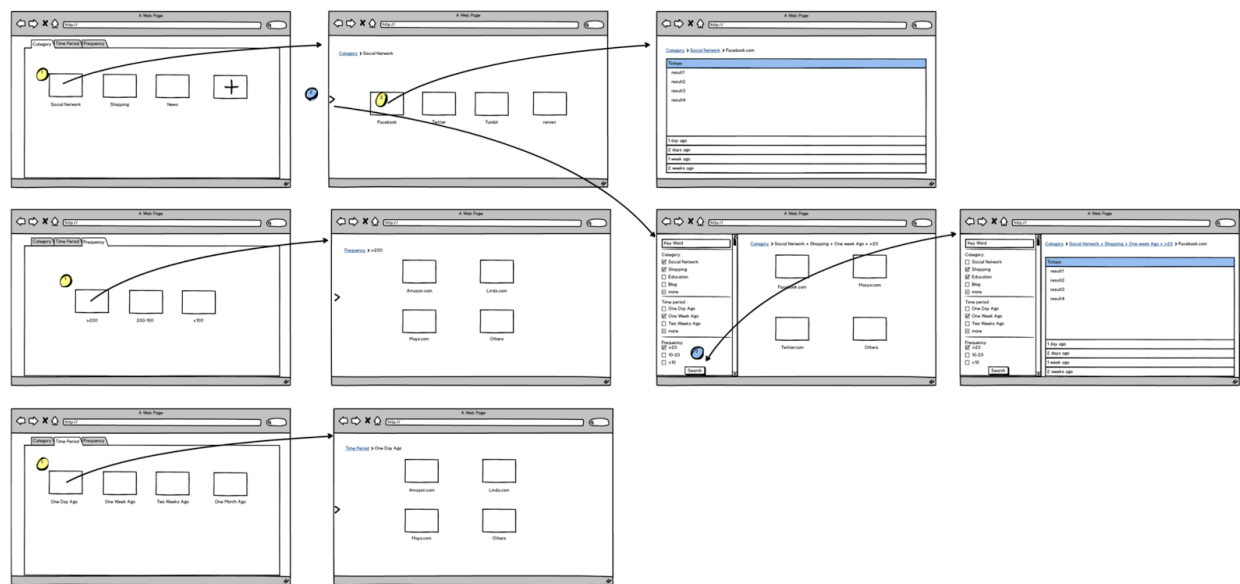 A Web Page
http://
Category Time Period Frequency
Social Network Shopping News
A Web Page
http://
Category > Social Network
Facebook Twitter Tumblr renren
A Web Page
http://
Category > Social Network > Facebook.com
Todays
result1
result2
result3
result4
1 day ago
2 days ago
1 week ago
2 weeks ago
A Web Page
http://
Category Time Period Frequency
>200 200-100 <100
A Web Page
http://
Frequency > >200
Amazon.com Linda.com
Mays.com Others
A Web Page
http://
Key Word
Category:
Social Network
Shopping
Education
Blog
more
Time period:
One Day Ago
One Week Ago
Two Weeks Ago
more
Frequency:
>20
10-20
<10
Search
Category > Social Network + Shopping + One week Ago + >20
Facebook.com Macys.com
Twitter.com Others
A Web Page
http://
Key Word
Category:
Social Network
Shopping
Education
Blog
more
Time period:
One Day Ago
One Week Ago
Two Weeks Ago
more
Frequency:
>20
10-20
<10
Search
Category > Social Network + Shopping + One week Ago + >20 > Facebook.com
Todays
result1
result2
result3
result4
1 day ago
2 days ago
1 week ago
2 weeks ago
A Web Page
http://
Category Time Period Frequency
One Day Ago One Week Ago Two Weeks Ago One Month Ago
A Web Page
http://
Time Period > One Day Ago
Amazon.com Linda.com
Mays.com Others